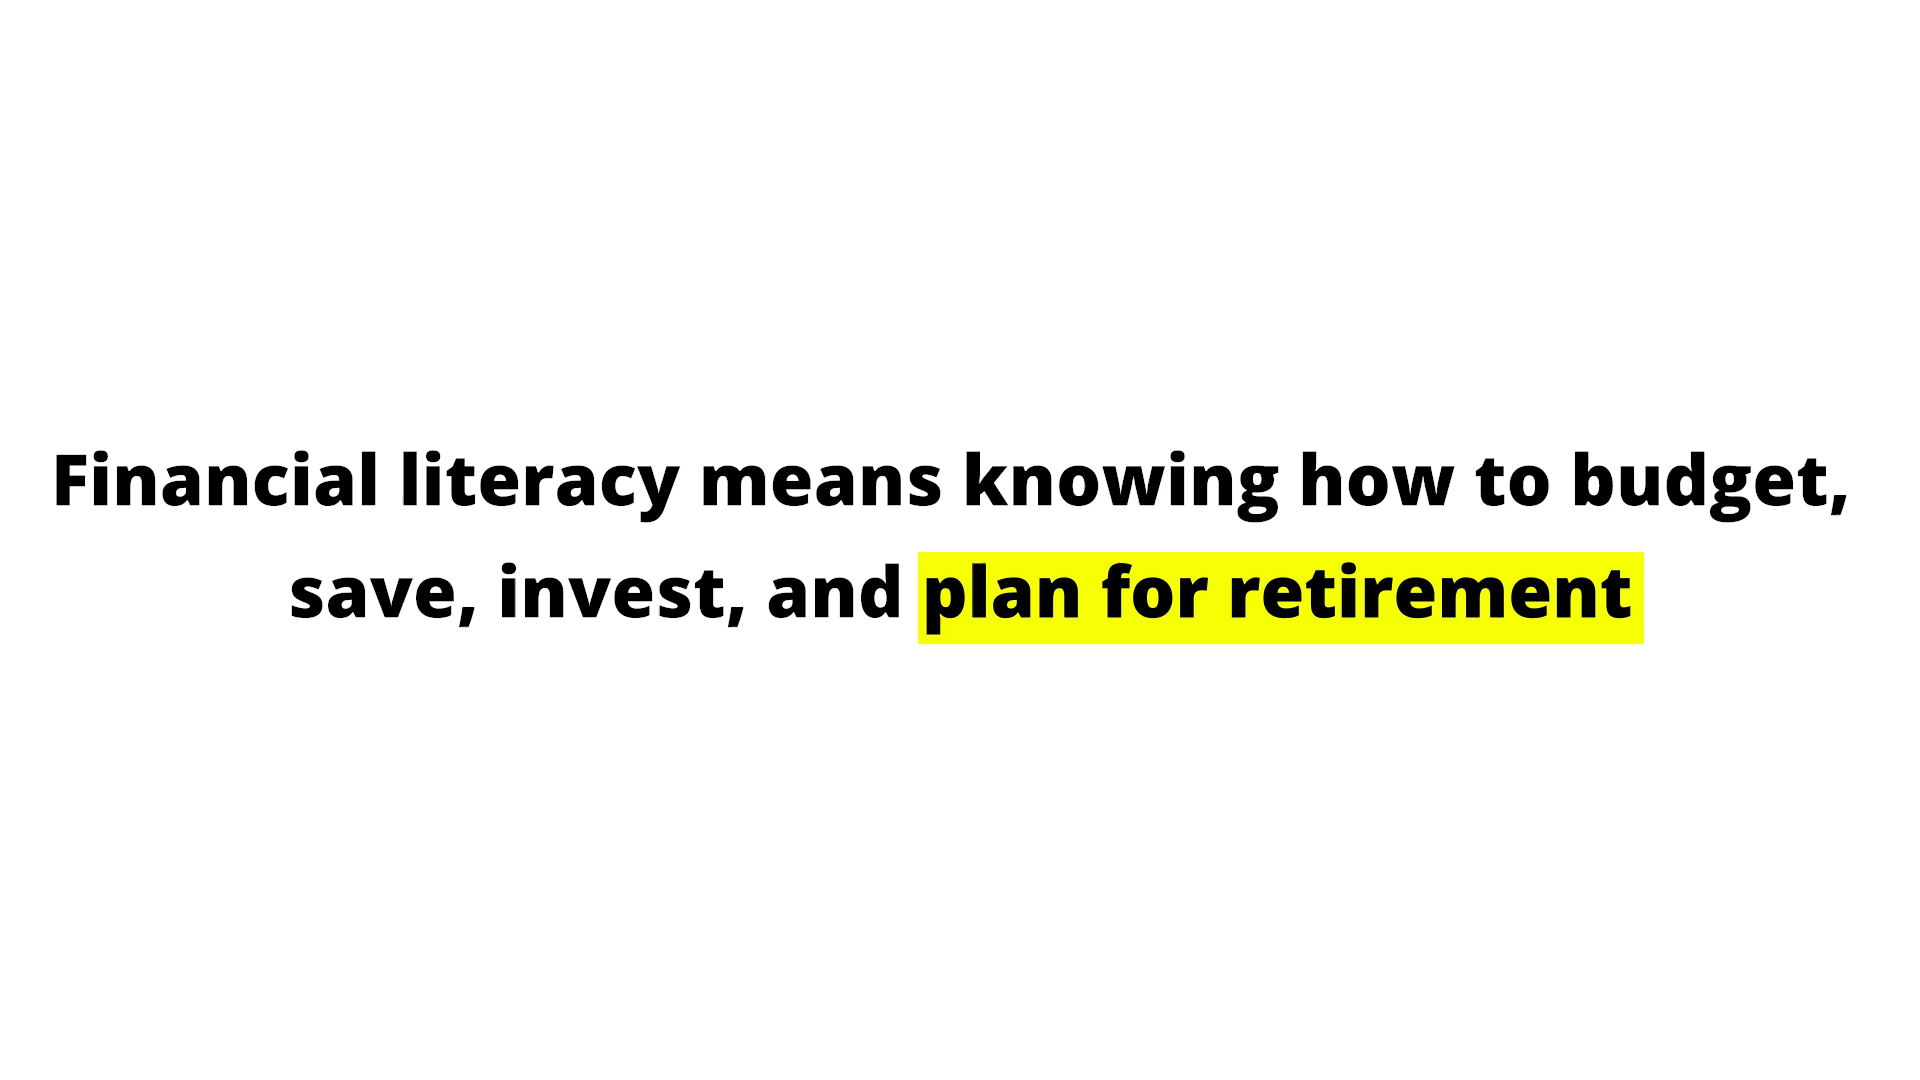 Financial literacy means knowing how to budget,
save, invest, and plan for retirement